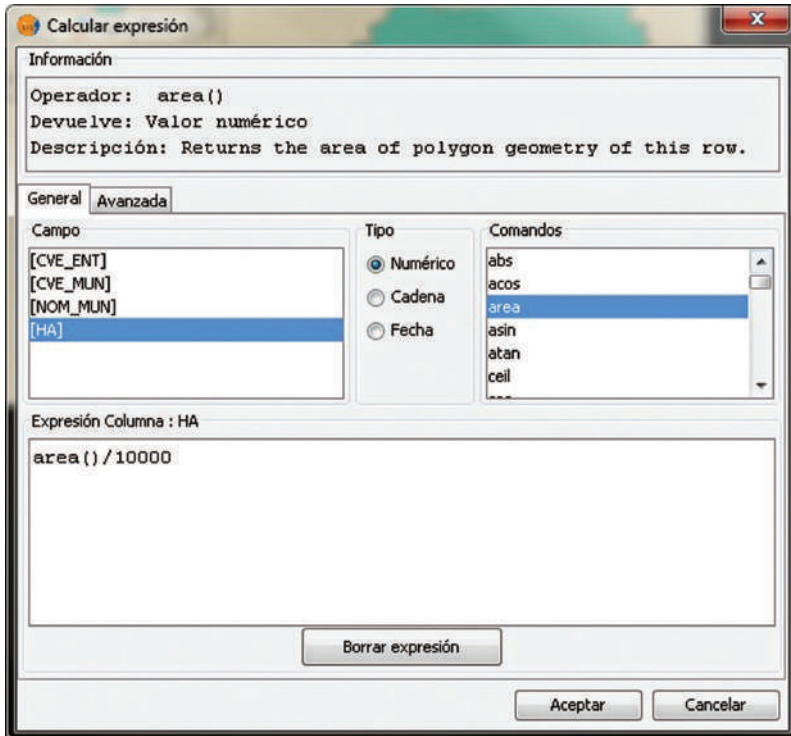 Calcular expresión
Información
Operador: area()
Devuelve: Valor numérico
Descripción: Returns the area of polygon geometry of this row.
General Avanzada
Campo
[CVE_ENT]
[CVE_MUN]
[NOM_MUN]
[HA]
Tipo
Numérico
Cadena
Fecha
Comandos
abs
acos
area
asin
atan
ceil
Expresión Columna : HA
area()/10000
Borrar expresión
Aceptar Cancelar